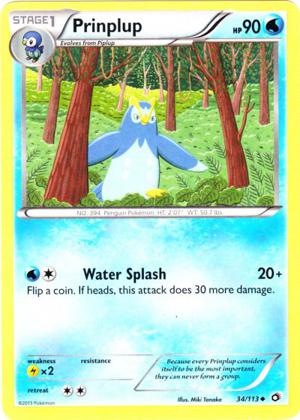 STAGE1 Prinplup HP90
Evolves from Piplup
NO. 394 Penguin Pokémon HT. 2'07" WT. 50.7 lbs.
Water Splash 20+
Flip a coin. If heads, this attack does 30 more damage.
weakness resistance
×2
Because every Prinplup considers
itself to be the most important,
they can never form a group.
retreat
©2013 Pokémon Illus. Miki Tanaka 34/113